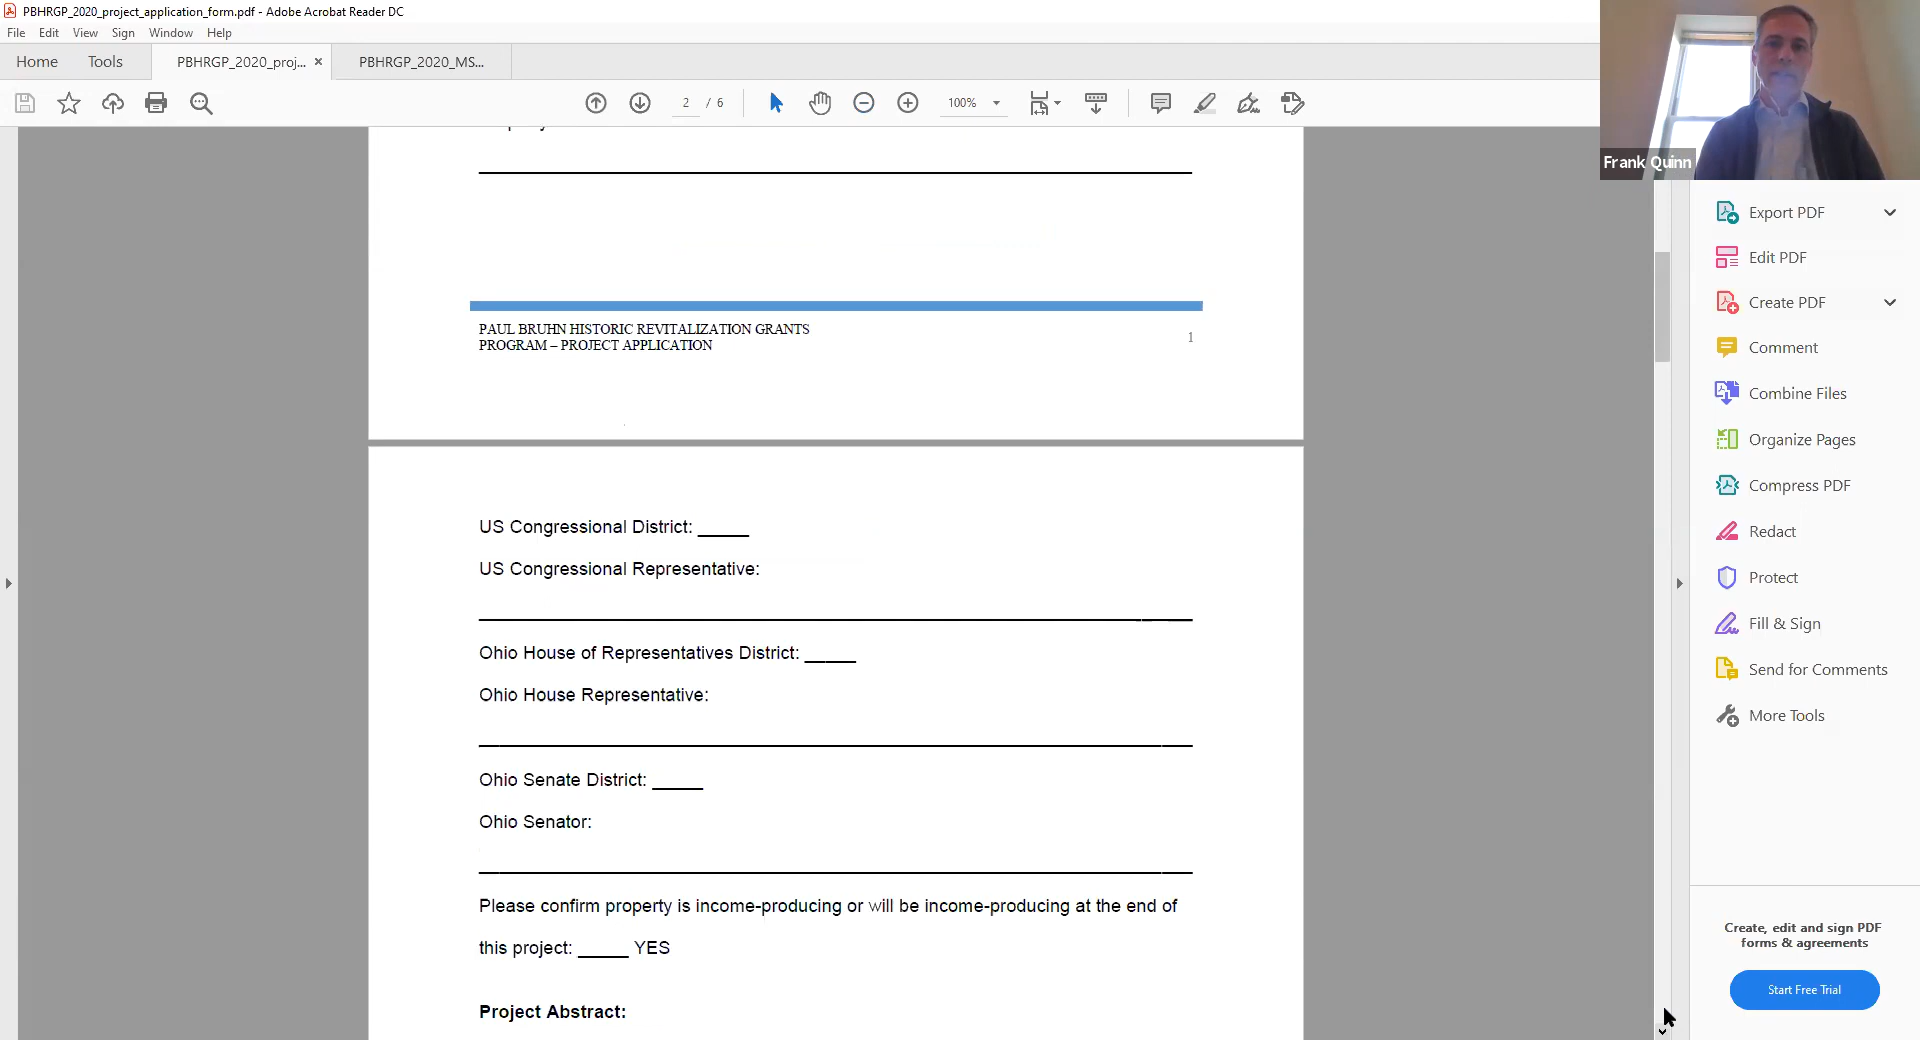 PBHRGP_2020_project_application_form.pdf - Adobe Acrobat Reader DC
File Edit View Sign Window Help
Home Tools PBHRGP_2020_proj... × PBHRGP_2020_MS...
2 / 6 100%
Frank Quinn
PAUL BRUHN HISTORIC REVITALIZATION GRANTS
PROGRAM – PROJECT APPLICATION
1
US Congressional District: _____
US Congressional Representative:
Ohio House of Representatives District: _____
Ohio House Representative:
Ohio Senate District: _____
Ohio Senator:
Please confirm property is income-producing or will be income-producing at the end of
this project: _____ YES
Project Abstract:
Export PDF
Edit PDF
Create PDF
Comment
Combine Files
Organize Pages
Compress PDF
Redact
Protect
Fill & Sign
Send for Comments
More Tools
Create, edit and sign PDF
forms & agreements
Start Free Trial